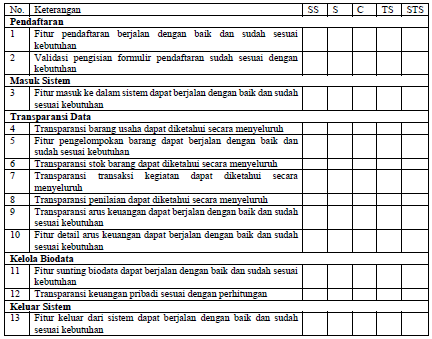 No. Keterangan SS S C TS STS
Pendaftaran
1 Fitur pendaftaran berjalan dengan baik dan sudah sesuai
kebutuhan
2 Validasi pengisian formulir pendaftaran sudah sesuai dengan
kebutuhan
Masuk Sistem
3 Fitur masuk ke dalam sistem dapat berjalan dengan baik dan sudah
sesuai kebutuhan
Transparansi Data
4 Transparansi barang usaha dapat diketahui secara menyeluruh
5 Fitur pengelompokan barang dapat berjalan dengan baik dan
sudah sesuai kebutuhan
6 Transparansi stok barang dapat diketahui secara menyeluruh
7 Transparansi transaksi kegiatan dapat diketahui secara
menyeluruh
8 Transparansi penilaian dapat diketahui secara menyeluruh
9 Transparansi arus keuangan dapat berjalan dengan baik dan sudah
sesuai kebutuhan
10 Fitur detail arus keuangan dapat berjalan dengan baik dan sudah
sesuai kebutuhan
Kelola Biodata
11 Fitur sunting biodata dapat berjalan dengan baik dan sudah sesuai
kebutuhan
12 Transparansi keuangan pribadi sesuai dengan perhitungan
Keluar Sistem
13 Fitur keluar dari sistem dapat berjalan dengan baik dan sudah
sesuai kebutuhan